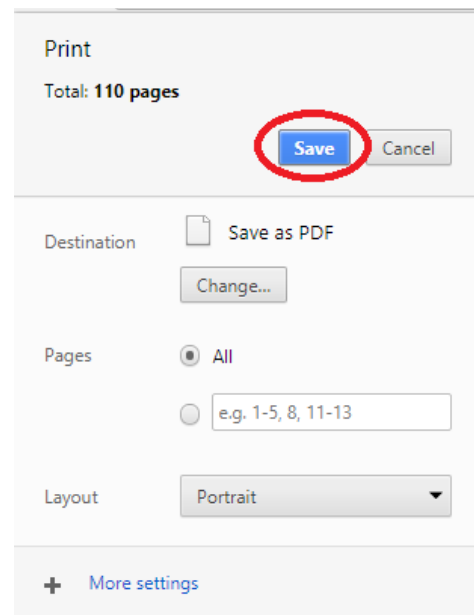 Print
Total: 110 pages
Save Cancel
Destination Save as PDF
Change...
Pages All
e.g. 1-5, 8, 11-13
Layout Portrait
More settings